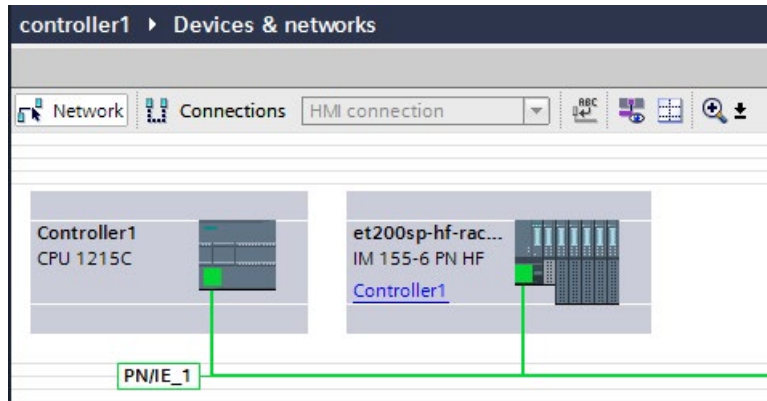 controller1 ▸ Devices & networks
Network Connections HMI connection
Controller1
CPU 1215C
et200sp-hf-rac...
IM 155-6 PN HF
Controller1
PN/IE_1